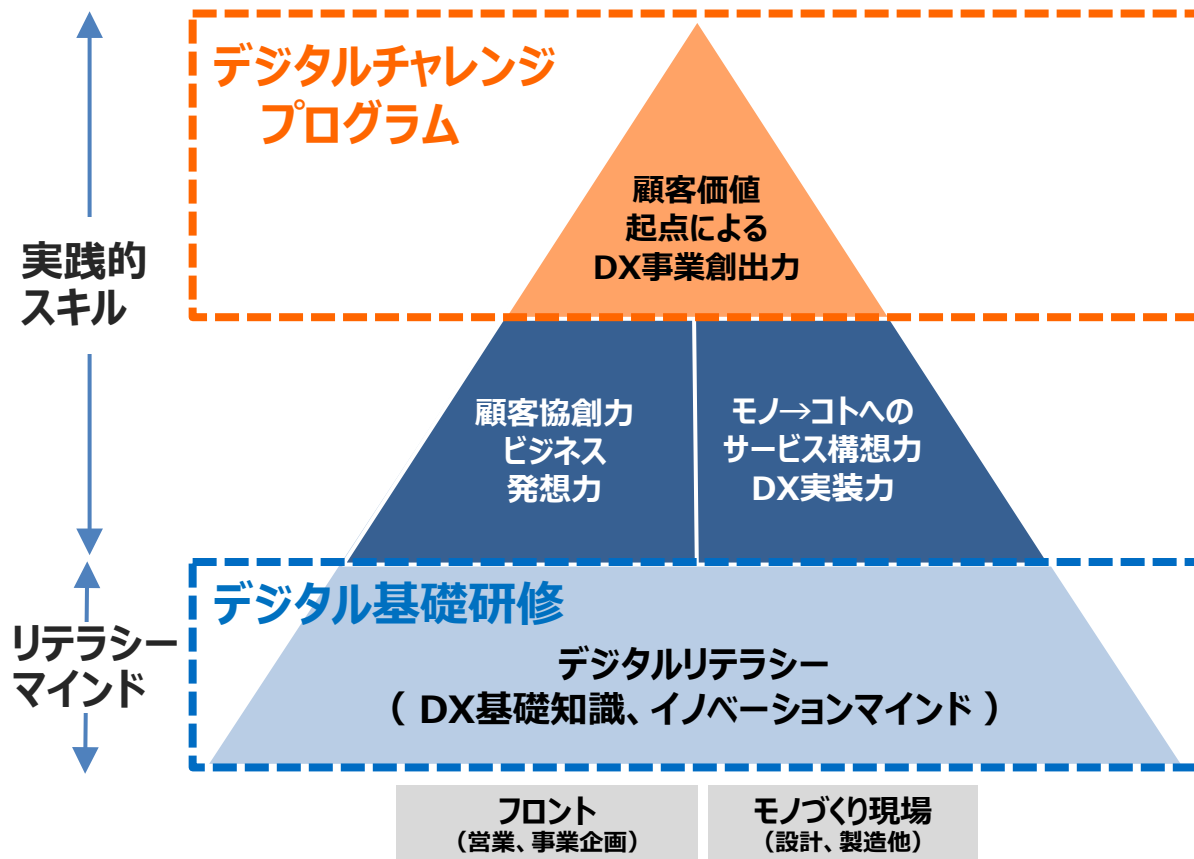 デジタルチャレンジ
プログラム
顧客価値
起点による
DX事業創出力
実践的
スキル
顧客協創力
ビジネス
発想力
モノ→コトへの
サービス構想力
DX実装力
デジタル基礎研修
リテラシー
マインド
デジタルリテラシー
( DX基礎知識、イノベーションマインド )
フロント
(営業、事業企画)
モノづくり現場
(設計、製造他)